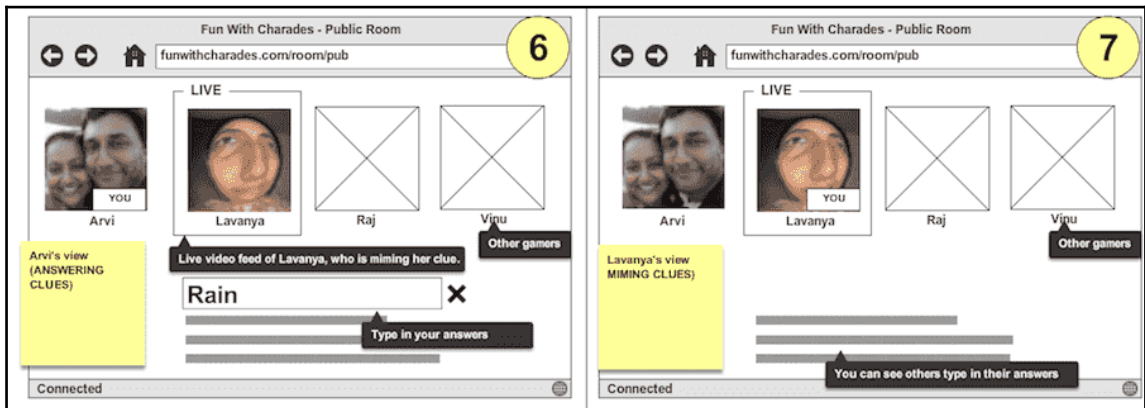 Fun With Charades - Public Room
6
funwithcharades.com/room/pub
LIVE
YOU
Arvi
Lavanya
Raj
Vinu
Other gamers
Arvi's view
(ANSWERING
CLUES)
Live video feed of Lavanya, who is miming her clue.
Rain
Type in your answers
Connected
Fun With Charades - Public Room
7
funwithcharades.com/room/pub
LIVE
YOU
Arvi
Lavanya
Raj
Vinu
Other gamers
Lavanya's view
MIMING CLUES)
You can see others type in their answers
Connected